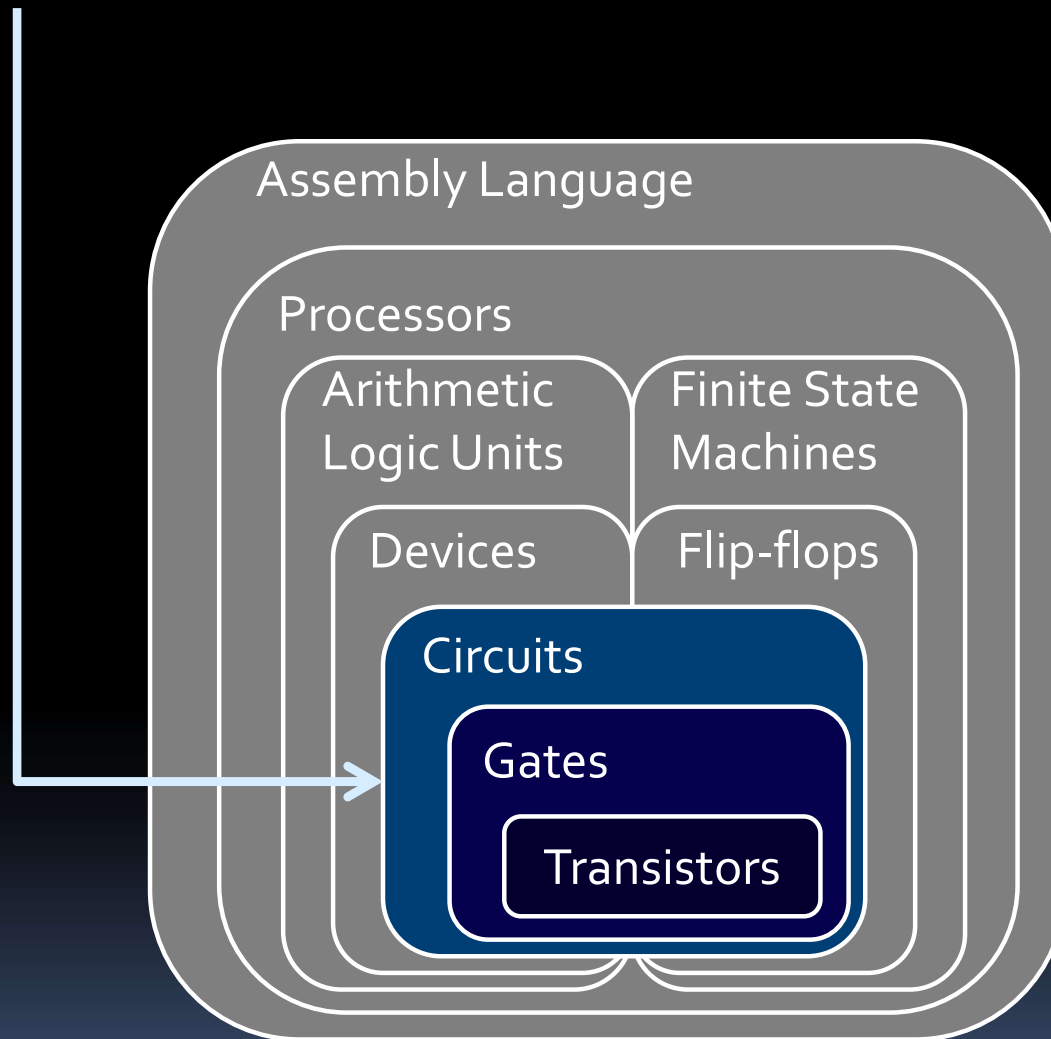 Assembly Language
Processors
Arithmetic
Logic Units
Finite State
Machines
Devices
Flip-flops
Circuits
Gates
Transistors